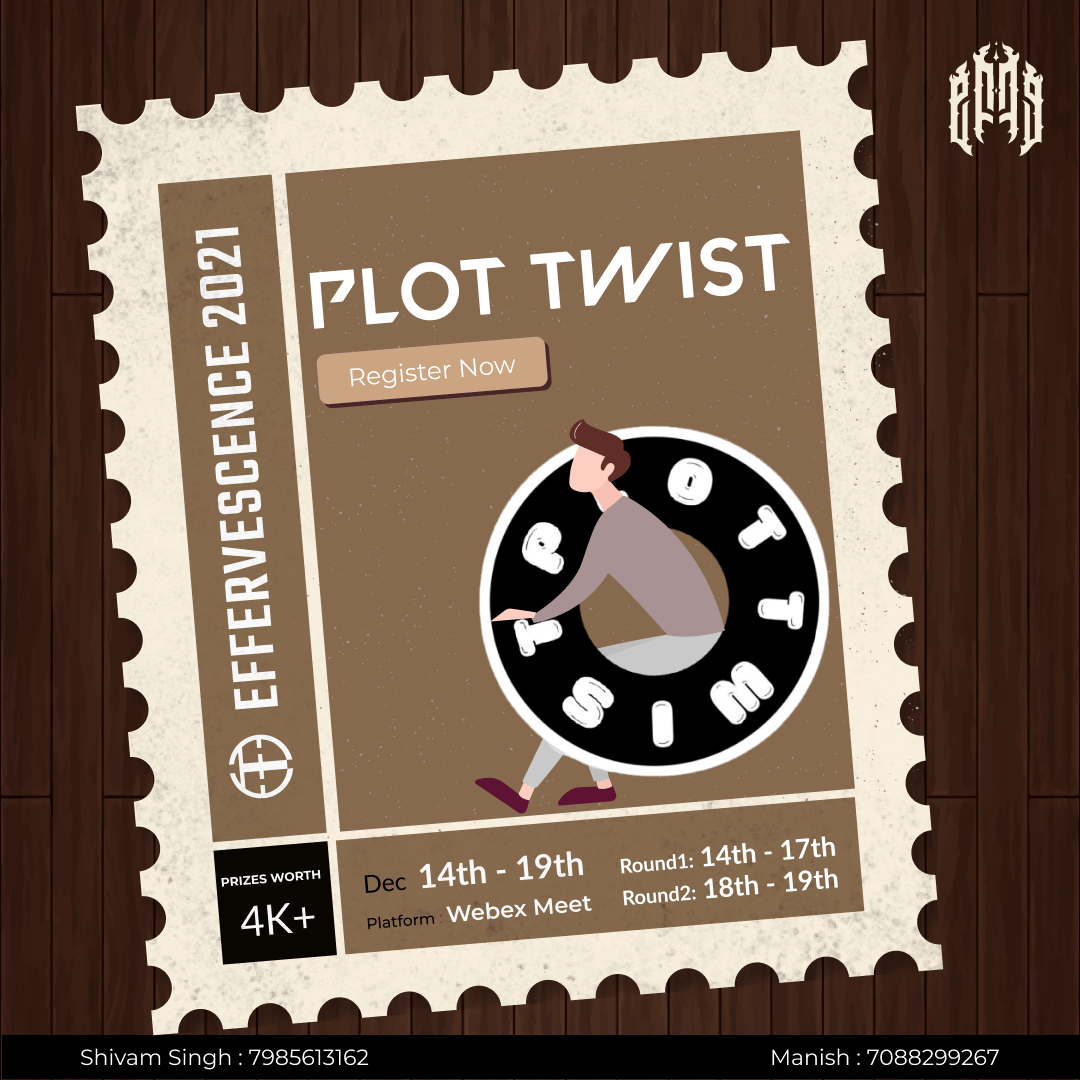 EMS
EFFERVESCENCE 2021
PLOT TWIST
Register Now
PLOT TWIST
PRIZES WORTH
4K+
Dec 14th - 19th
Platform : Webex Meet
Round1: 14th - 17th
Round2: 18th - 19th
Shivam Singh : 7985613162
Manish : 7088299267